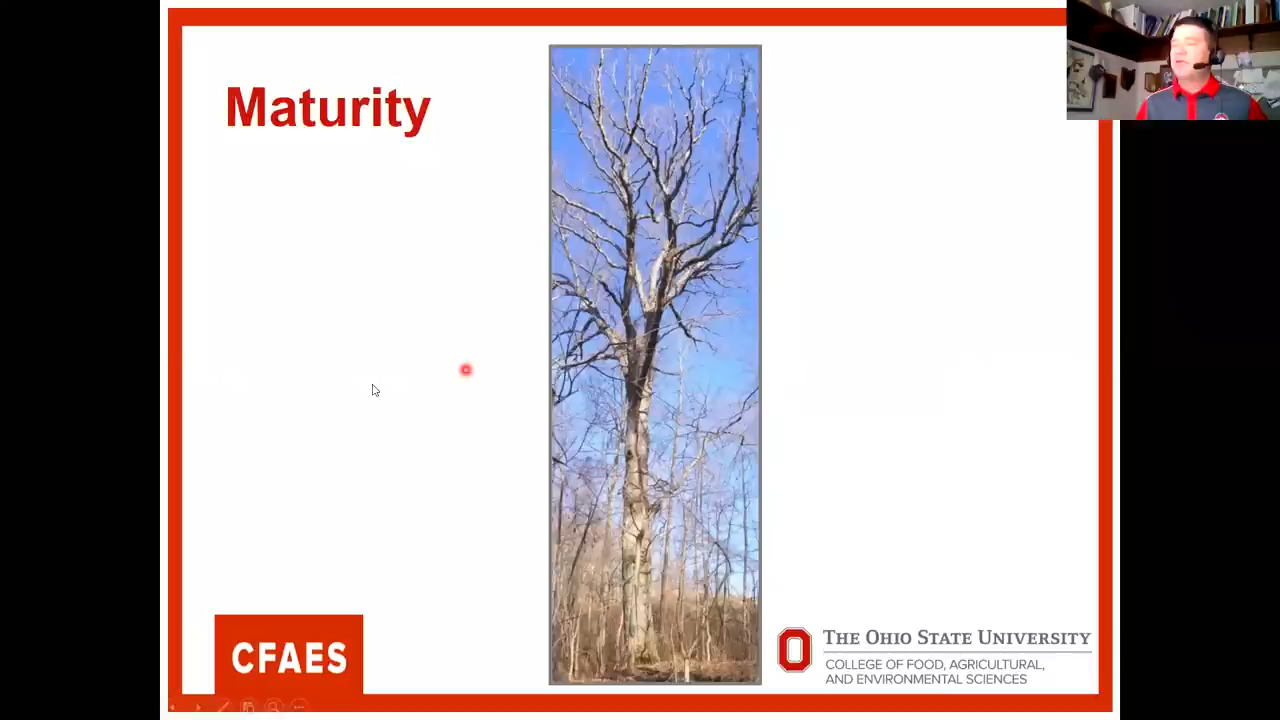 Maturity
CFAES
THE OHIO STATE UNIVERSITY
COLLEGE OF FOOD, AGRICULTURAL,
AND ENVIRONMENTAL SCIENCES